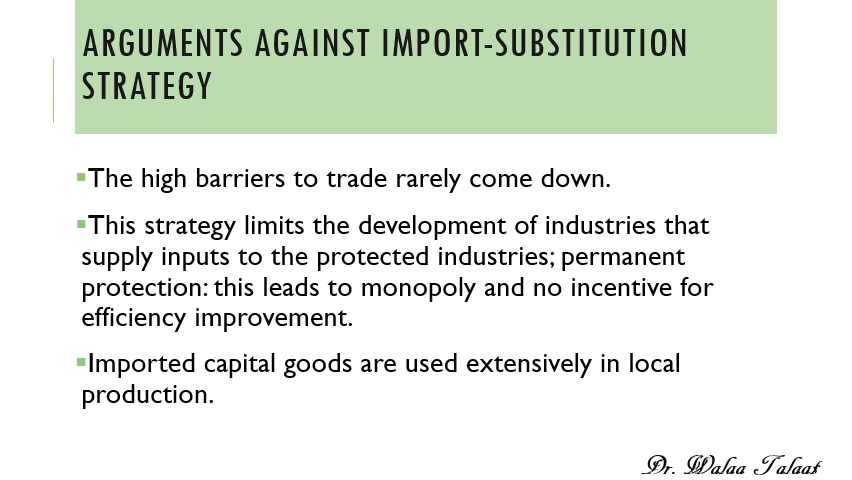 ARGUMENTS AGAINST IMPORT-SUBSTITUTION
STRATEGY
▪The high barriers to trade rarely come down.
▪This strategy limits the development of industries that
supply inputs to the protected industries; permanent
protection: this leads to monopoly and no incentive for
efficiency improvement.
▪Imported capital goods are used extensively in local
production.
Dr. Walaa Talaat